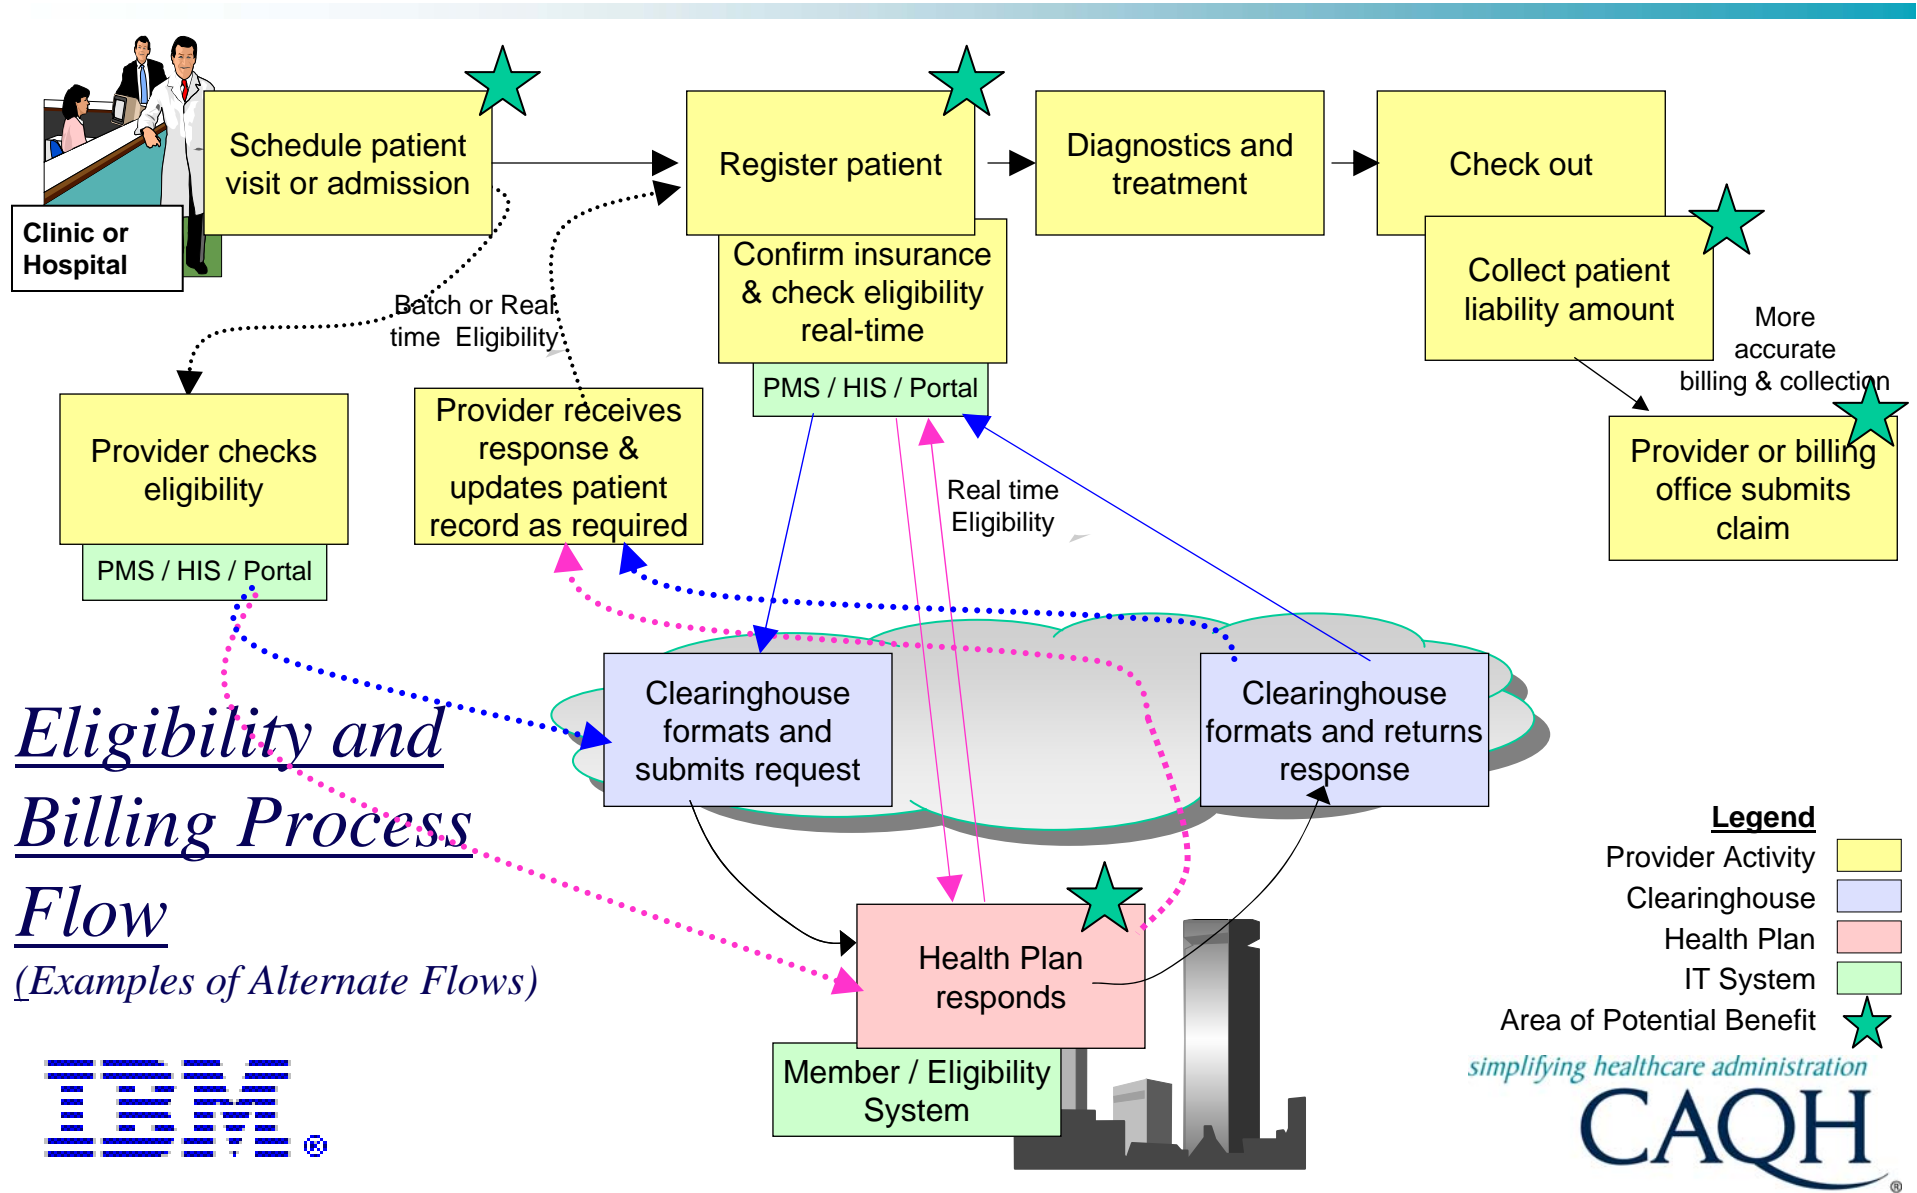 Schedule patient
visit or admission
Register patient
Diagnostics and
treatment
Check out
Clinic or
Hospital
Confirm insurance
& check eligibility
real-time
Collect patient
liability amount
Batch or Real
time Eligibility
More
accurate
billing & collection
PMS / HIS / Portal
Provider checks
eligibility
Provider receives
response &
updates patient
record as required
Provider or billing
office submits
claim
Real time
Eligibility
PMS / HIS / Portal
Clearinghouse
formats and
submits request
Clearinghouse
formats and returns
response
Eligibility and
Billing Process
Flow
(Examples of Alternate Flows)
Health Plan
responds
Member / Eligibility
System
Legend
Provider Activity
Clearinghouse
Health Plan
IT System
Area of Potential Benefit
IBM®
simplifying healthcare administration
CAQH®